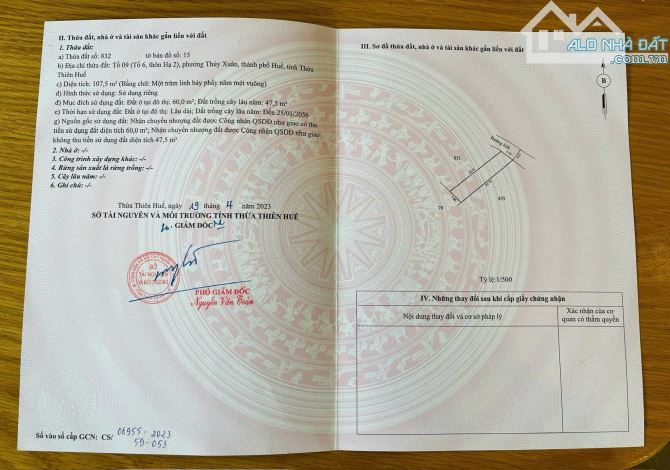 II. Thửa đất, nhà ở và tài sản khác gắn liền với đất
1. Thửa đất:
a) Thửa đất số: 832 tờ bản đồ số: 15
b) Địa chỉ thửa đất: Tổ 09 (Tổ 6, thôn Hạ 2), phường Thủy Xuân, thành phố Huế, tỉnh Thừa
Thiên Huế
c) Diện tích: 107,5 m² (Bằng chữ: Một trăm linh bảy phẩy năm mét vuông)
d) Hình thức sử dụng: Sử dụng riêng
đ) Mục đích sử dụng đất: Đất ở tại đô thị: 60,0 m²; Đất trồng cây lâu năm: 47,5 m²
e) Thời hạn sử dụng đất: Đất ở tại đô thị: Lâu dài; Đất trồng cây lâu năm: Đến 25/01/2056
g) Nguồn gốc sử dụng đất: Nhận chuyển nhượng đất được Công nhận QSDĐ như giao có thu
tiền sử dụng đất diện tích 60,0 m²; Nhận chuyển nhượng đất được Công nhận QSDĐ như giao
không thu tiền sử dụng đất diện tích 47,5 m²
2. Nhà ở: -/-
3. Công trình xây dựng khác: -/-
4. Rừng sản xuất là rừng trồng: -/-
5. Cây lâu năm: -/-
6. Ghi chú: -/-
Thừa Thiên Huế, ngày 19 tháng 4 năm 2023
SỞ TÀI NGUYÊN VÀ MÔI TRƯỜNG TỈNH THỪA THIÊN HUẾ
GIÁM ĐỐC
SỞ
TÀI NGUYÊN
VÀ MÔI TRƯỜNG
PHÓ GIÁM ĐỐC
Nguyễn Văn Toàn
Số vào sổ cấp GCN: CS/ 06955-2023
59-053
ALO NHÀ ĐẤT
III. Sơ đồ thửa đất, nhà ở và tài sản khác gắn liền với đất
B
831
833
79
Tỷ lệ:1/500
IV. Những thay đổi sau khi cấp giấy chứng nhận
Nội dung thay đổi và cơ sở pháp lý
Xác nhận của cơ
quan có thẩm quyền